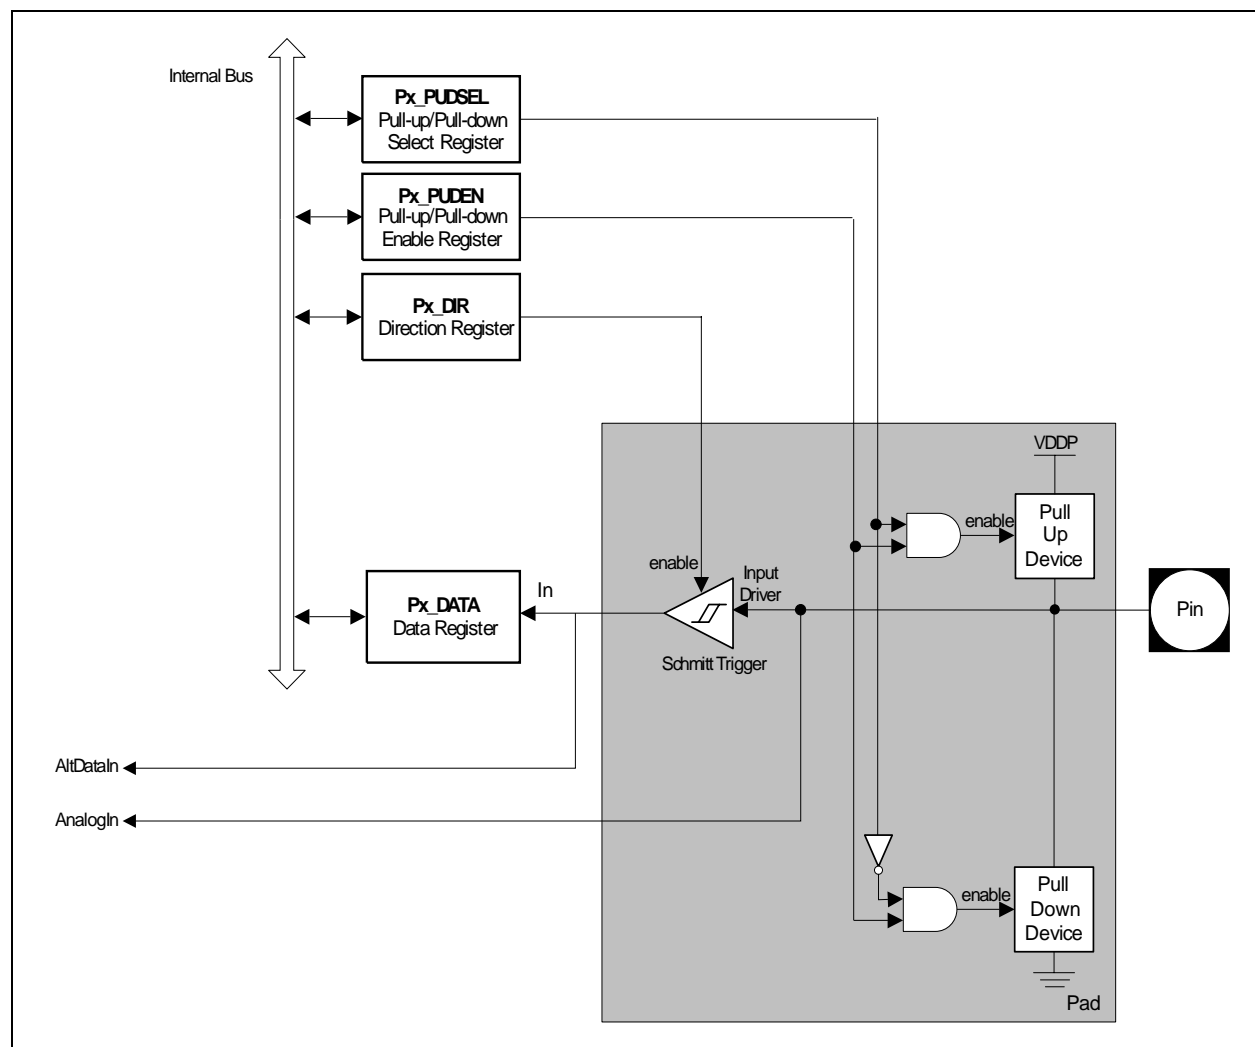 Internal Bus
Px_PUDSEL
Pull-up/Pull-down
Select Register
Px_PUDEN
Pull-up/Pull-down
Enable Register
Px_DIR
Direction Register
VDDP
Pull
Up
Device
enable
enable
Input
Driver
In
Px_DATA
Data Register
Schmitt Trigger
Pin
AltDataIn
AnalogIn
enable
Pull
Down
Device
Pad